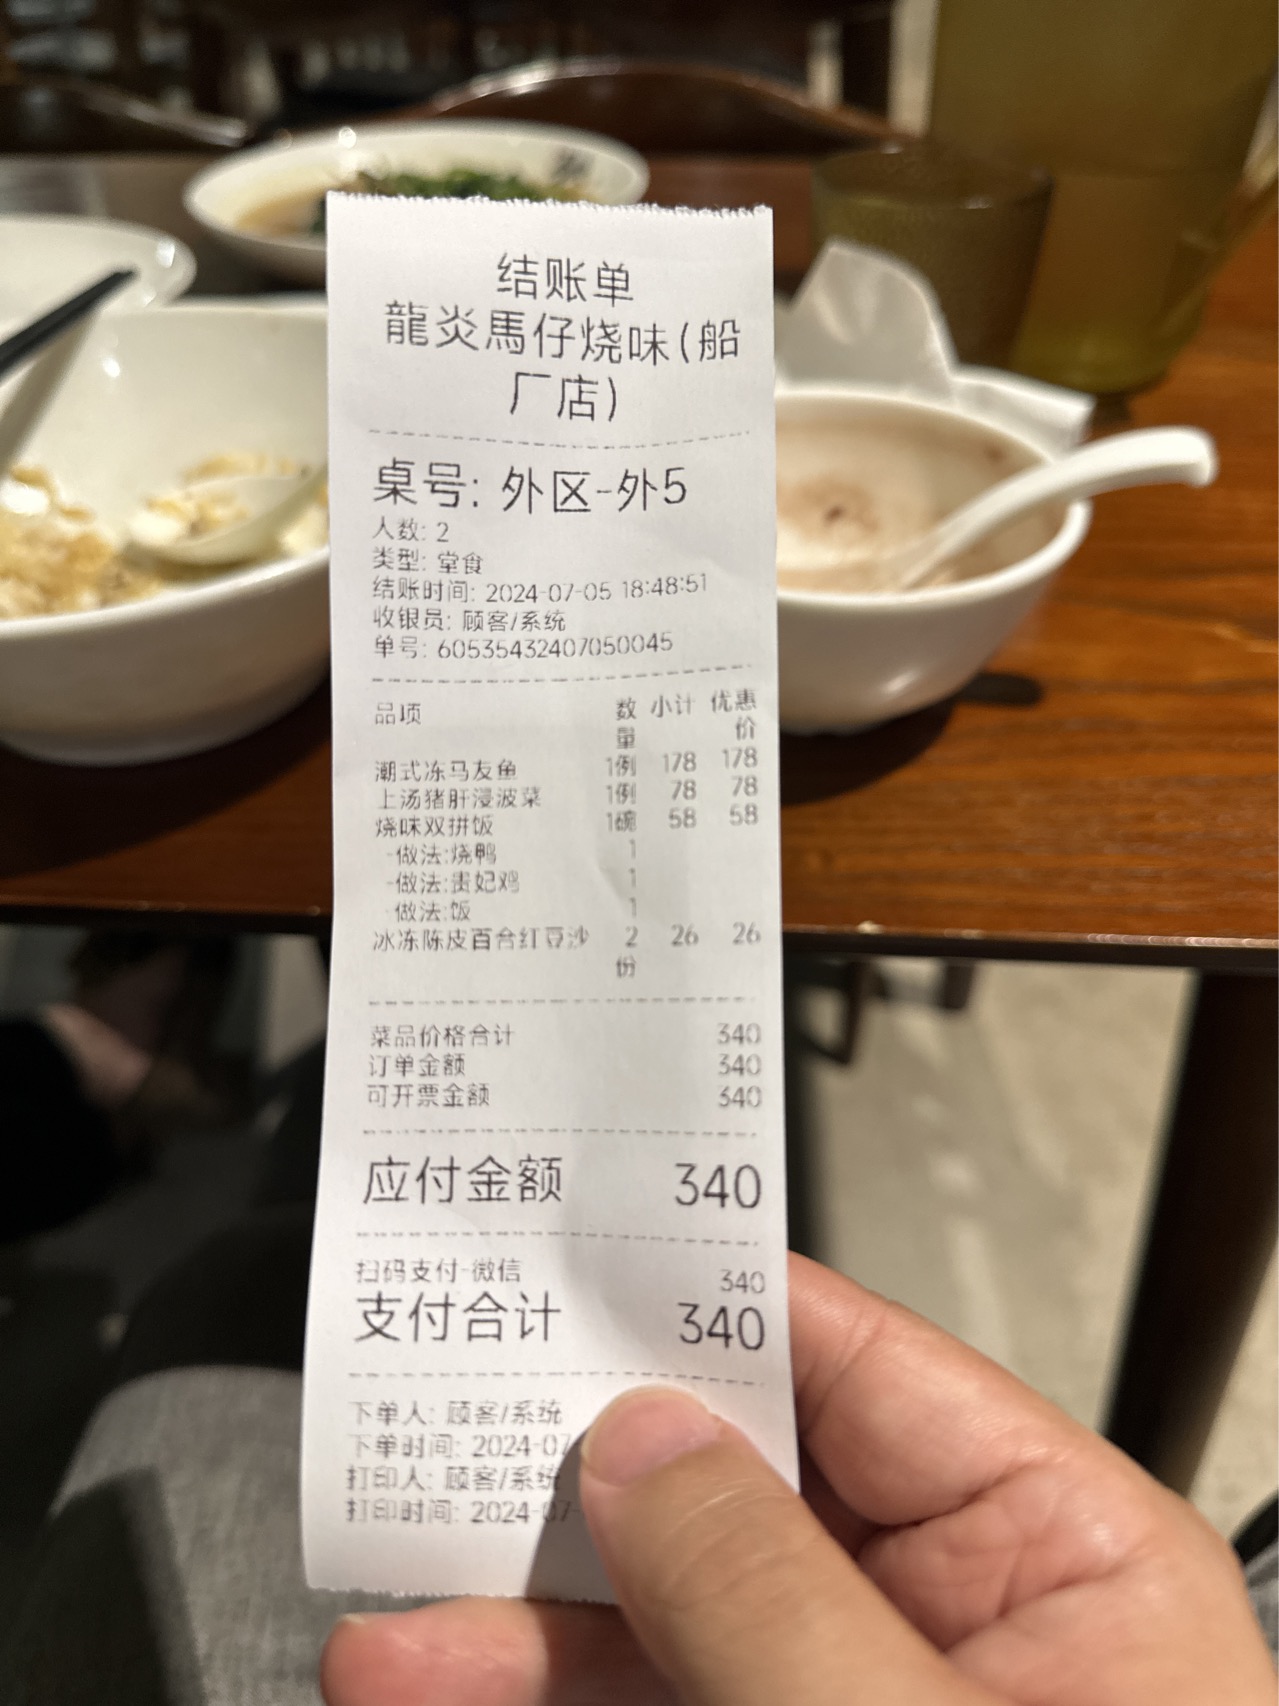 结账单
龍炎馬仔烧味(船
厂店)
桌号: 外区-外5
人数: 2
类型: 堂食
结账时间: 2024-07-05 18:48:51
收银员: 顾客/系统
单号: 605354432407050045
品项 数量 小计 优惠价
潮式冻马友鱼 1例 178 178
上汤猪肝浸波菜 1例 78 78
烧味双拼饭 1碗 58 58
-做法:烧鸭 1
-做法:贵妃鸡 1
-做法:饭 1
冰冻陈皮百合红豆沙 2份 26 26
菜品价格合计 340
订单金额 340
可开票金额 340
应付金额 340
扫码支付-微信 340
支付合计 340
下单人: 顾客/系统
下单时间: 2024-07-
打印人: 顾客/系统
打印时间: 2024-07-